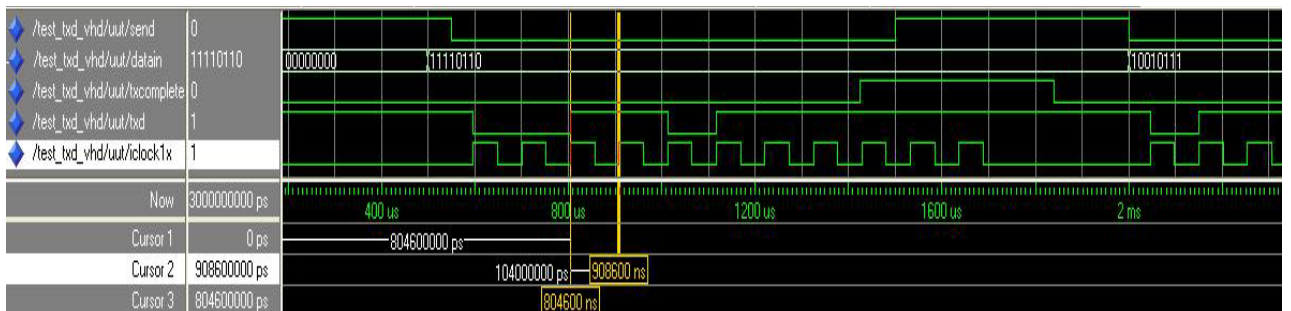 /test_txd_vhd/uut/send 0
/test_txd_vhd/uut/datain 11110110 00000000 11110110 10010111
/test_txd_vhd/uut/txcomplete 0
/test_txd_vhd/uut/txd 1
/test_txd_vhd/uut/iclock1x 1
Now 3000000000 ps 400 us 800 us 1200 us 1600 us 2 ms
Cursor 1 0 ps 804600000 ps
Cursor 2 908600000 ps 104000000 ps 908600 ns
Cursor 3 804600000 ps 804600 ns